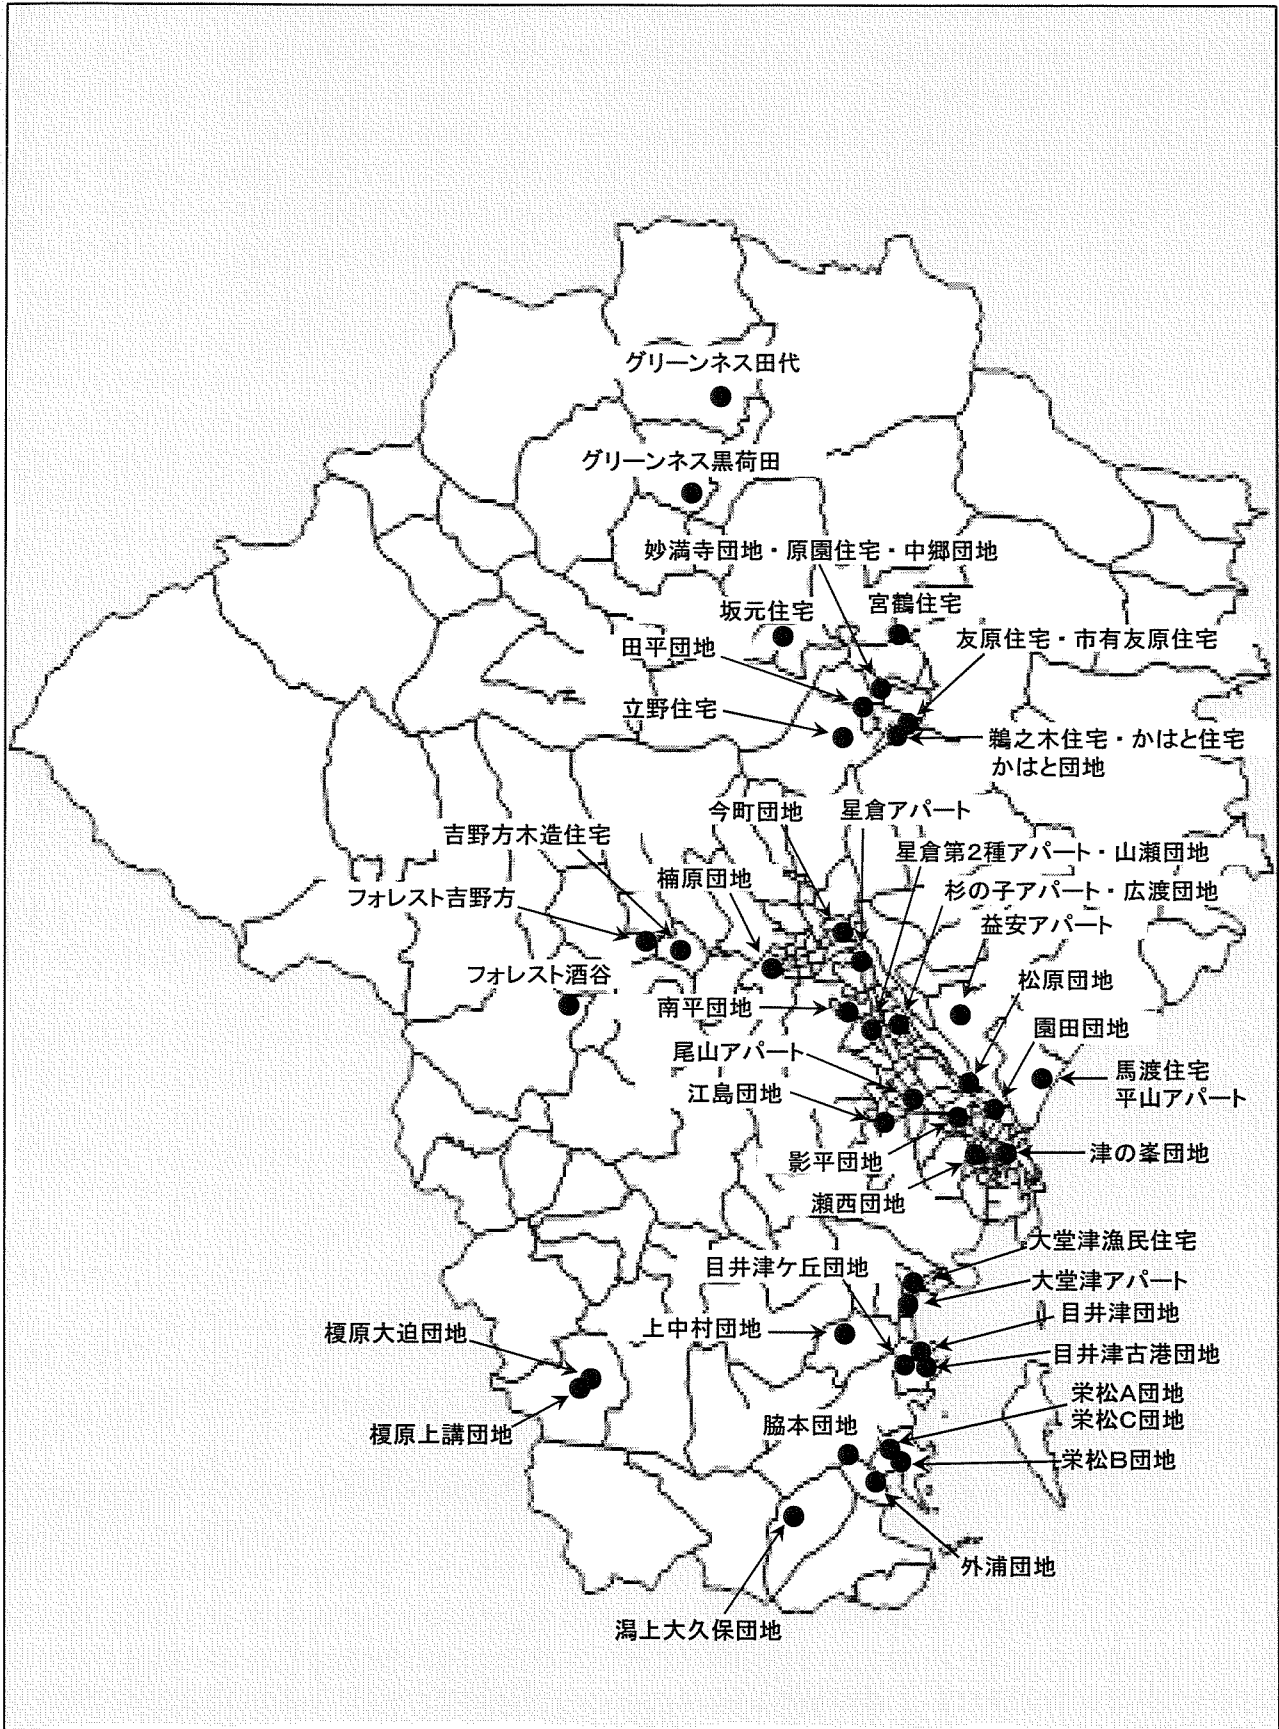 グリーンネス田代
グリーンネス黒荷田
妙満寺団地・原園住宅・中郷団地
坂元住宅
宮鶴住宅
田平団地
友原住宅・市有友原住宅
立野住宅
鵜之木住宅・かはと住宅
かはと団地
今町団地
星倉アパート
吉野方木造住宅
星倉第2種アパート・山瀬団地
楠原団地
杉の子アパート・広渡団地
フォレスト吉野方
益安アパート
フォレスト酒谷
松原団地
南平団地
園田団地
尾山アパート
馬渡住宅
平山アパート
江島団地
影平団地
津の峯団地
瀬西団地
大堂津漁民住宅
目井津ケ丘団地
大堂津アパート
目井津団地
上中村団地
榎原大迫団地
目井津古港団地
栄松A団地
栄松C団地
脇本団地
榎原上講団地
栄松B団地
外浦団地
潟上大久保団地